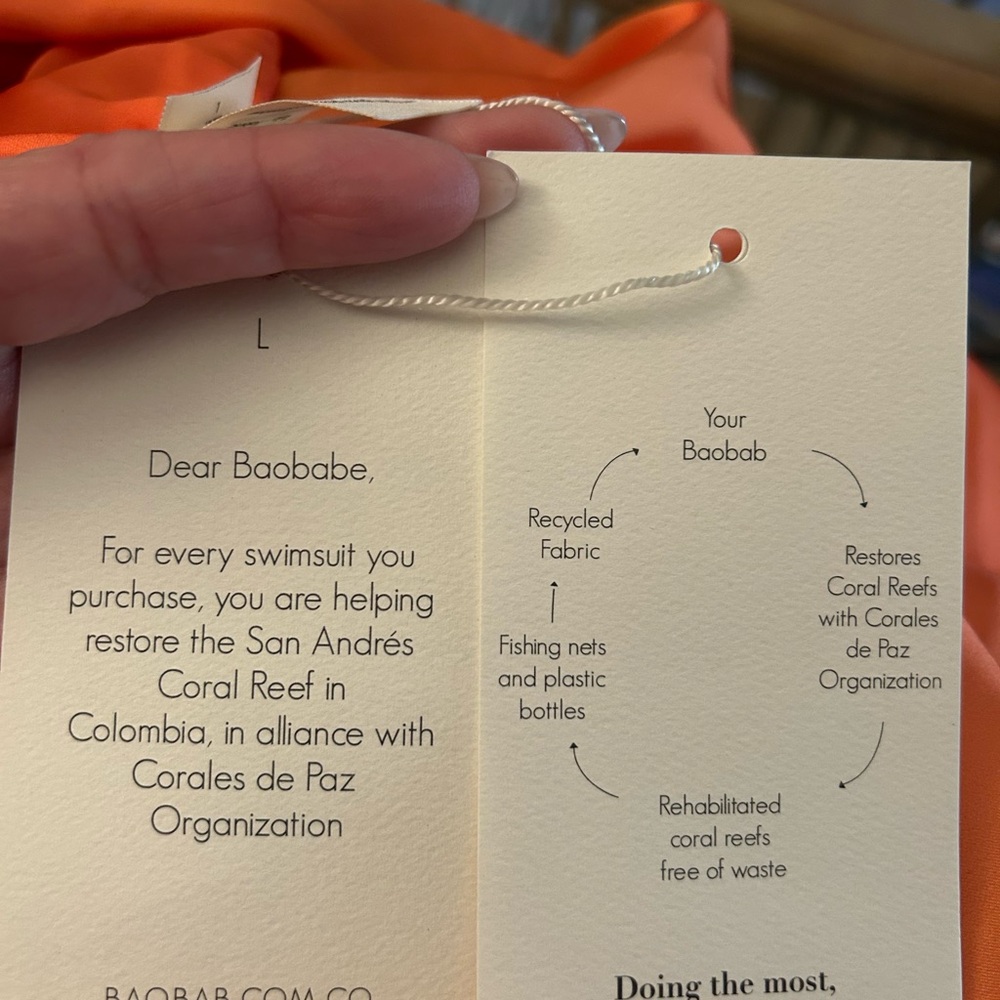 L
Dear Baobabe,
For every swimsuit you
purchase, you are helping
restore the San Andrés
Coral Reef in
Colombia, in alliance with
Corales de Paz
Organization
BAOBAB.COM.CO
Your
Baobab
Restores
Coral Reefs
with Corales
de Paz
Organization
Rehabilitated
coral reefs
free of waste
Fishing nets
and plastic
bottles
Recycled
Fabric
Doing the most,